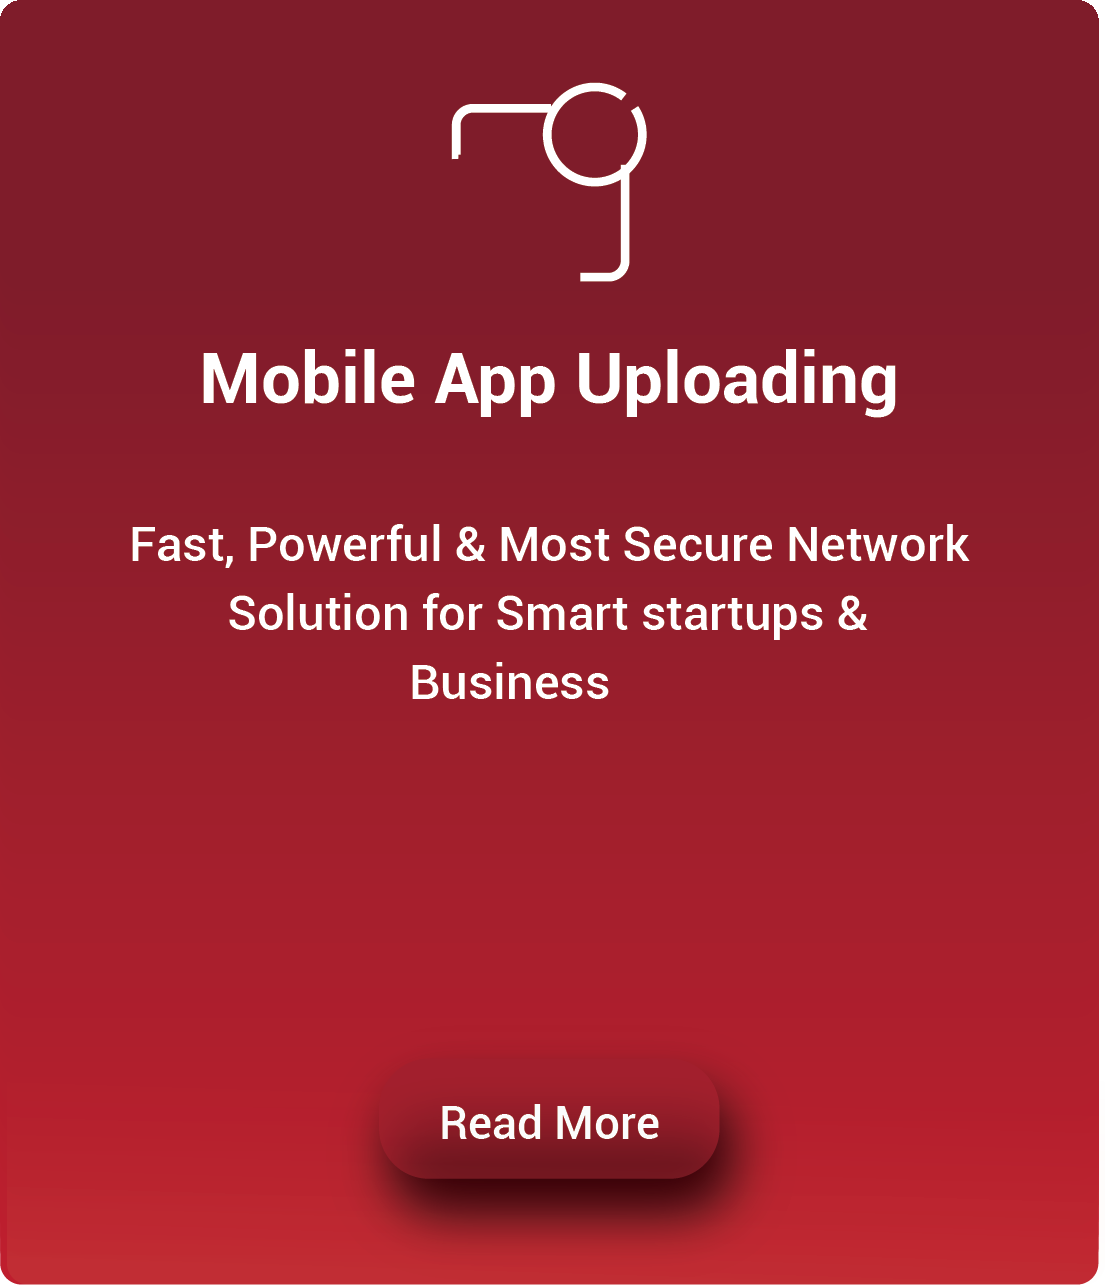 Mobile App Uploading
Fast, Powerful & Most Secure Network
Solution for Smart startups &
Business
Read More